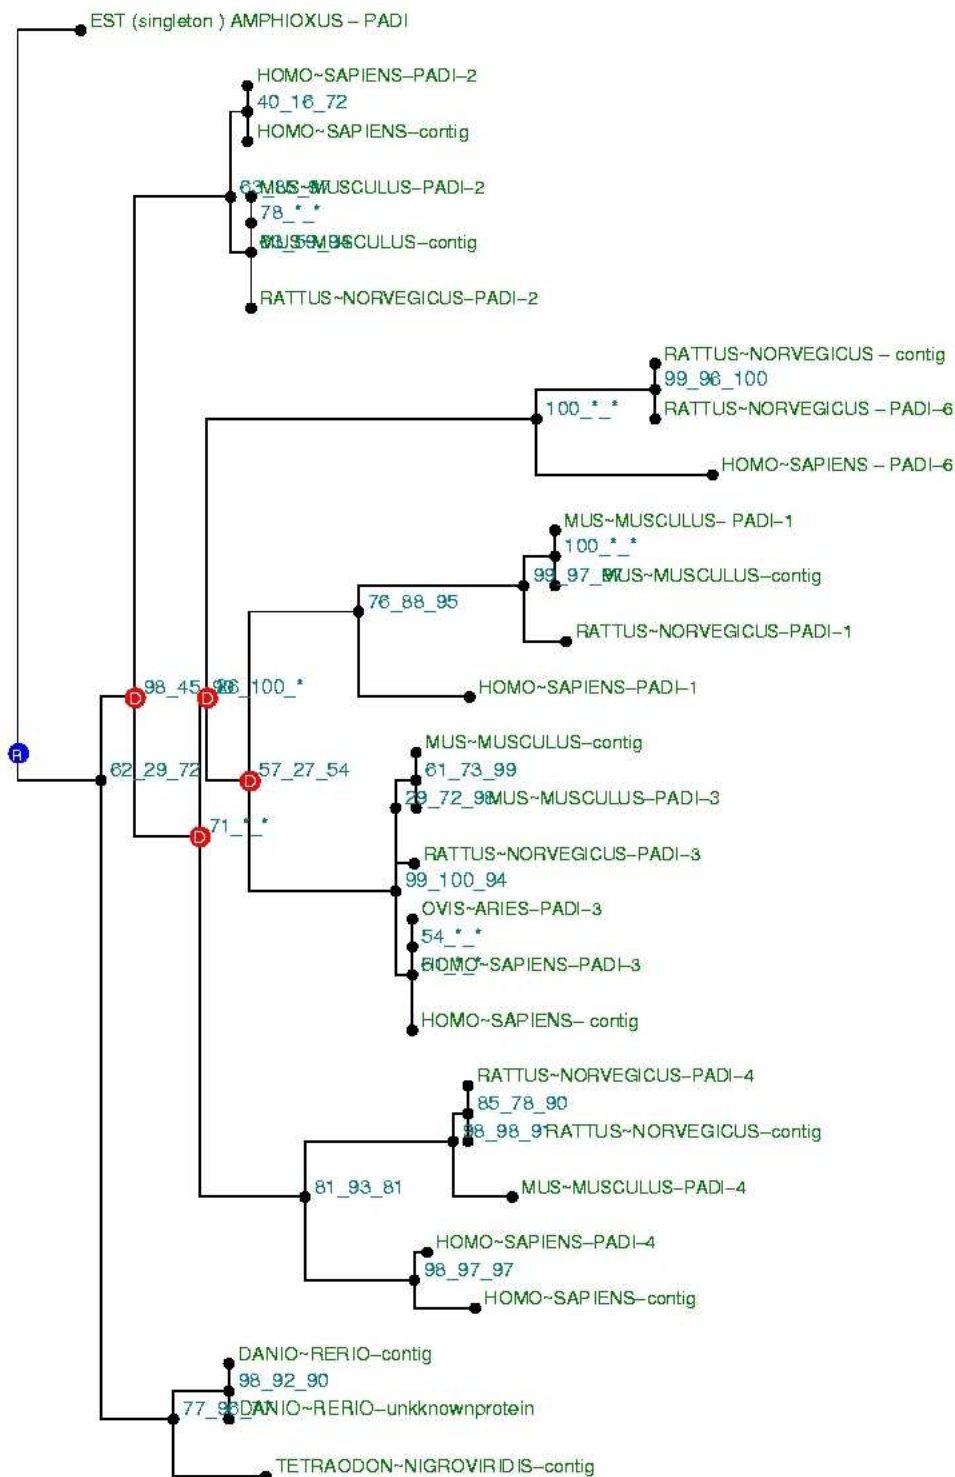 EST (singleton ) AMPHIOXUS – PADI
HOMO~SAPIENS–PADI–2
40_16_72
HOMO~SAPIENS–contig
MUS~MUSCULUS–PADI–2
78_*_*
MUS~MUSCULUS–contig
RATTUS~NORVEGICUS–PADI–2
RATTUS~NORVEGICUS – contig
99_96_100
RATTUS~NORVEGICUS – PADI–6
100_*_*
HOMO~SAPIENS – PADI–6
MUS~MUSCULUS– PADI–1
100_*_*
MUS~MUSCULUS–contig
76_88_95
RATTUS~NORVEGICUS–PADI–1
HOMO~SAPIENS–PADI–1
D
D
MUS~MUSCULUS–contig
R
62_29_72
D
57_27_54
61_73_99
29_72_98
MUS~MUSCULUS–PADI–3
D
71_*_*
RATTUS~NORVEGICUS–PADI–3
99_100_94
OVIS~ARIES–PADI–3
54_*_*
HOMO~SAPIENS–PADI–3
HOMO~SAPIENS– contig
RATTUS~NORVEGICUS–PADI–4
85_78_90
RATTUS~NORVEGICUS–contig
81_93_81
MUS~MUSCULUS–PADI–4
HOMO~SAPIENS–PADI–4
98_97_97
HOMO~SAPIENS–contig
DANIO~RERIO–contig
98_92_90
DANIO~RERIO–unkknownprotein
TETRAODON~NIGROVIRIDIS–contig